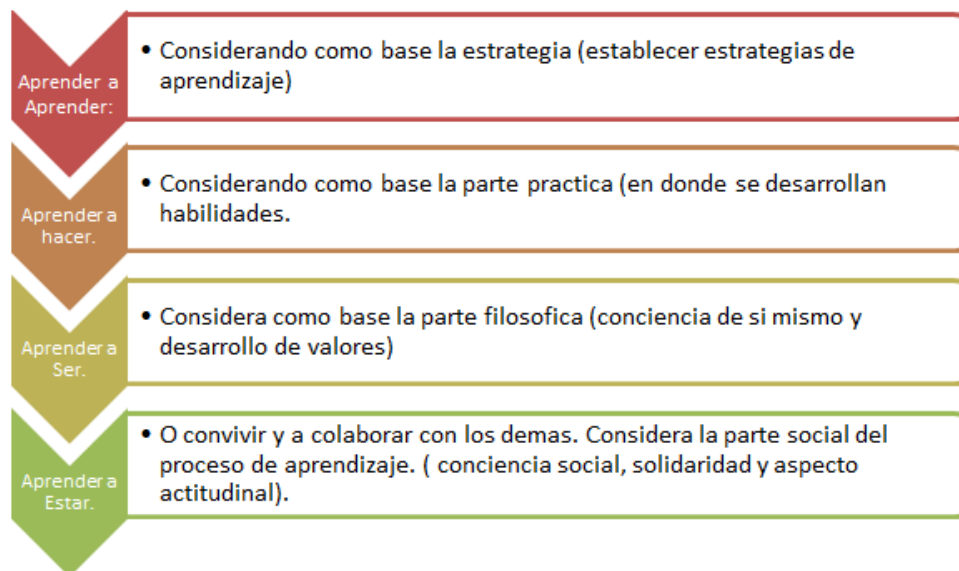 Aprender a
Aprender:
• Considerando como base la estrategia (establecer estrategias de
aprendizaje)
Aprender a
hacer.
• Considerando como base la parte practica (en donde se desarrollan
habilidades.
Aprender a
Ser.
• Considera como base la parte filosofica (conciencia de si mismo y
desarrollo de valores)
Aprender a
Estar.
• O convivir y a colaborar con los demas. Considera la parte social del
proceso de aprendizaje. ( conciencia social, solidaridad y aspecto
actitudinal).